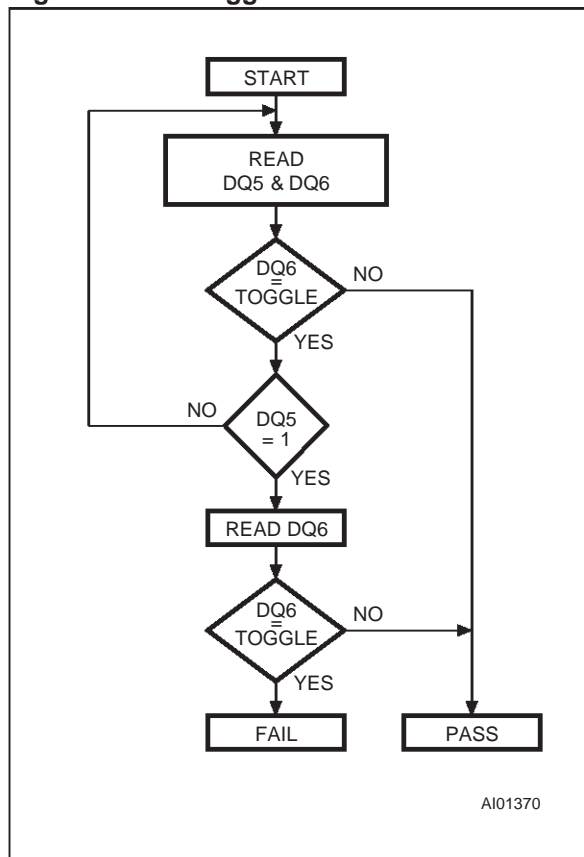 START
READ
DQ5 & DQ6
DQ6
=
TOGGLE
NO
YES
NO
DQ5
= 1
YES
READ DQ6
DQ6
=
TOGGLE
NO
YES
FAIL
PASS
AI01370